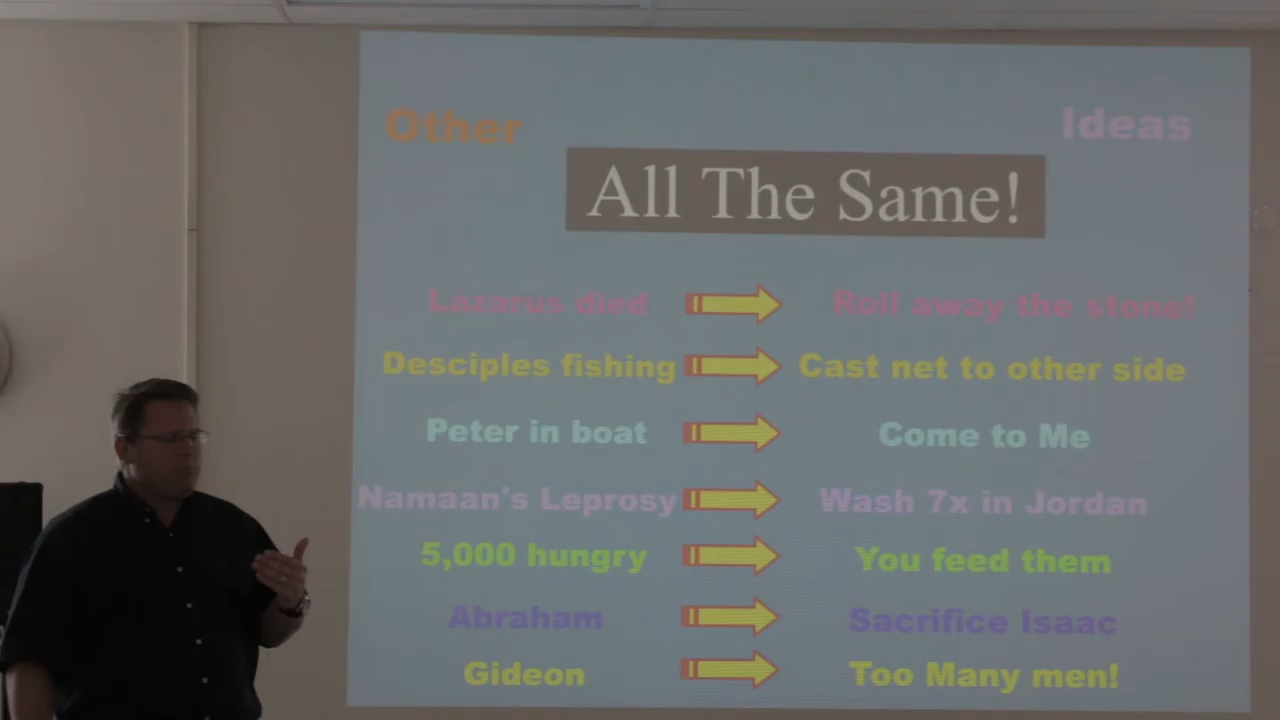 Other Ideas
All The Same!
Lazarus died Roll away the stone!
Desciples fishing Cast net to other side
Peter in boat Come to Me
Namaan's Leprosy Wash 7x in Jordan
5,000 hungry You feed them
Abraham Sacrifice Isaac
Gideon Too Many men!